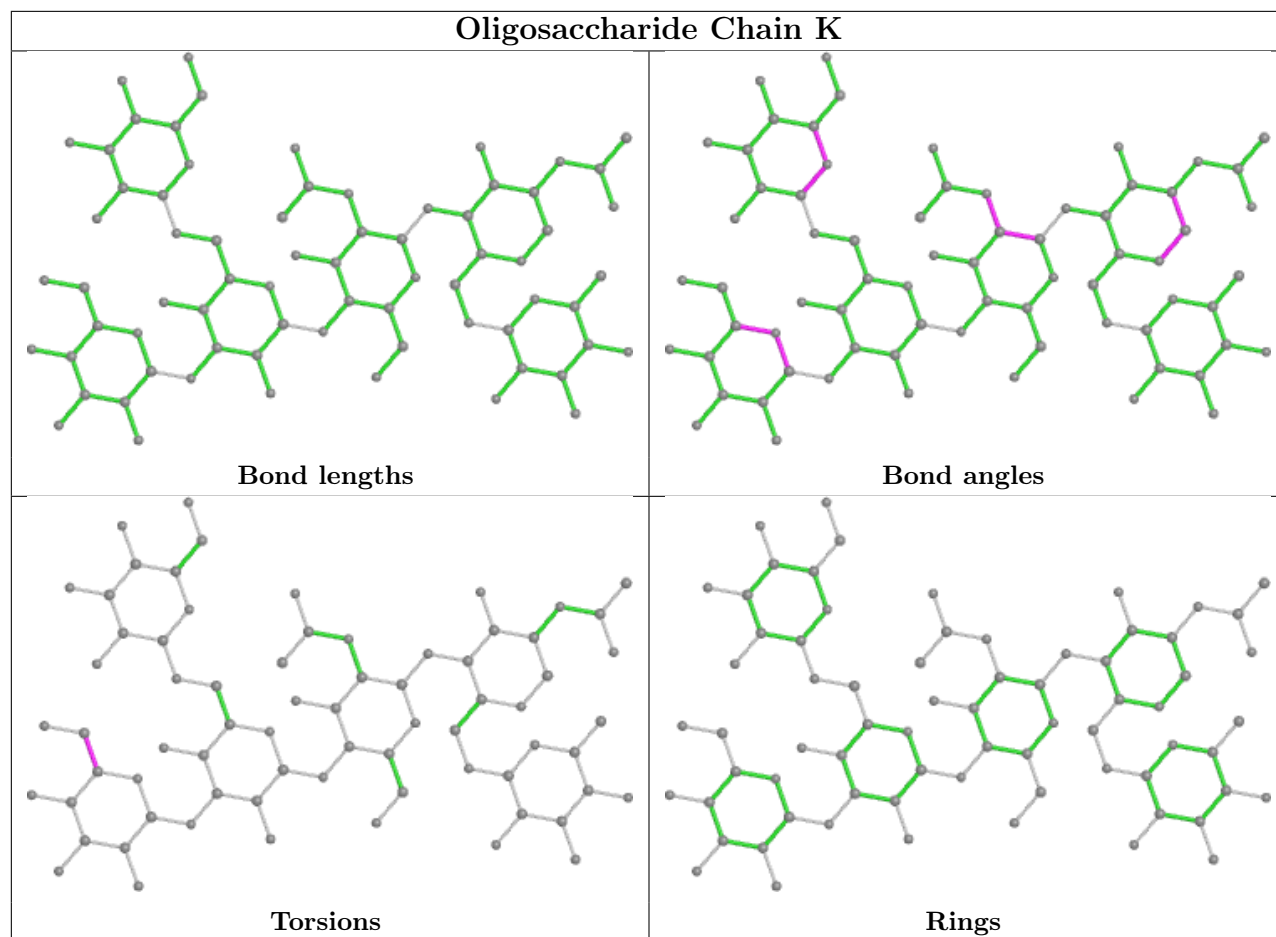 Oligosaccharide Chain K
Bond lengths
Bond angles
Torsions
Rings